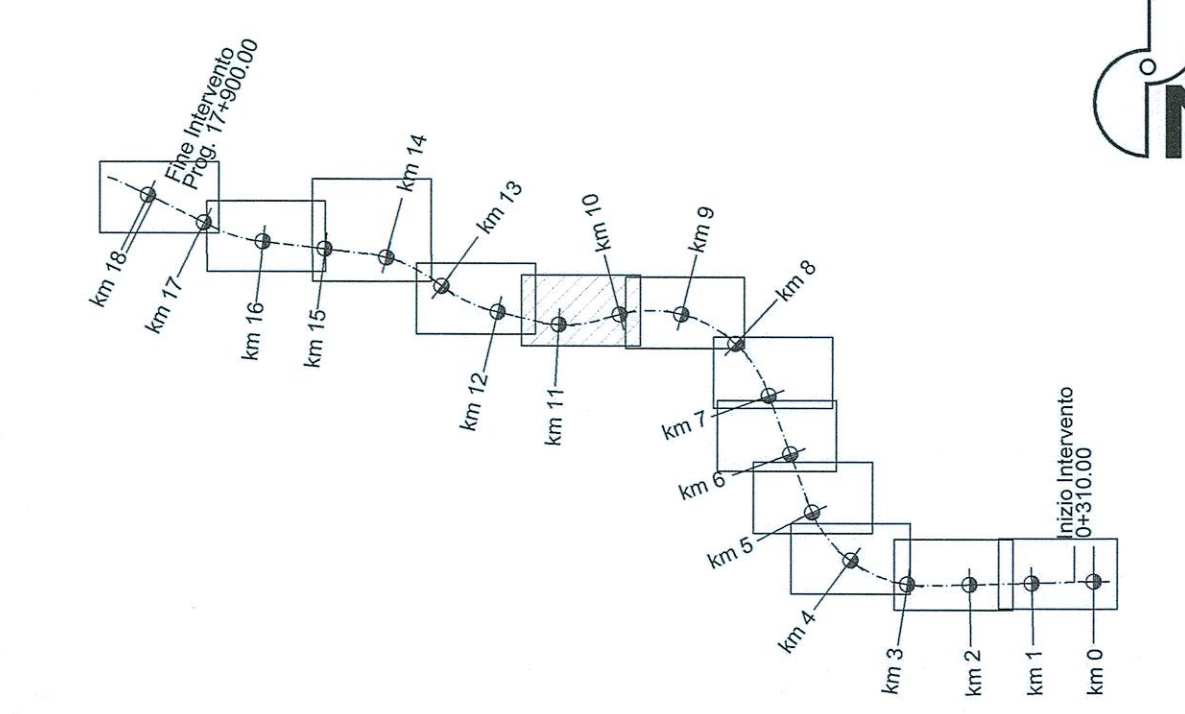 Fine Intervento
Prog. 17+900.00
km 18
km 17
km 16
km 15
km 14
km 13
km 12
km 11
km 10
km 9
km 8
km 7
km 6
km 5
km 4
km 3
km 2
km 1
km 0
Inizio Intervento
0+310.00